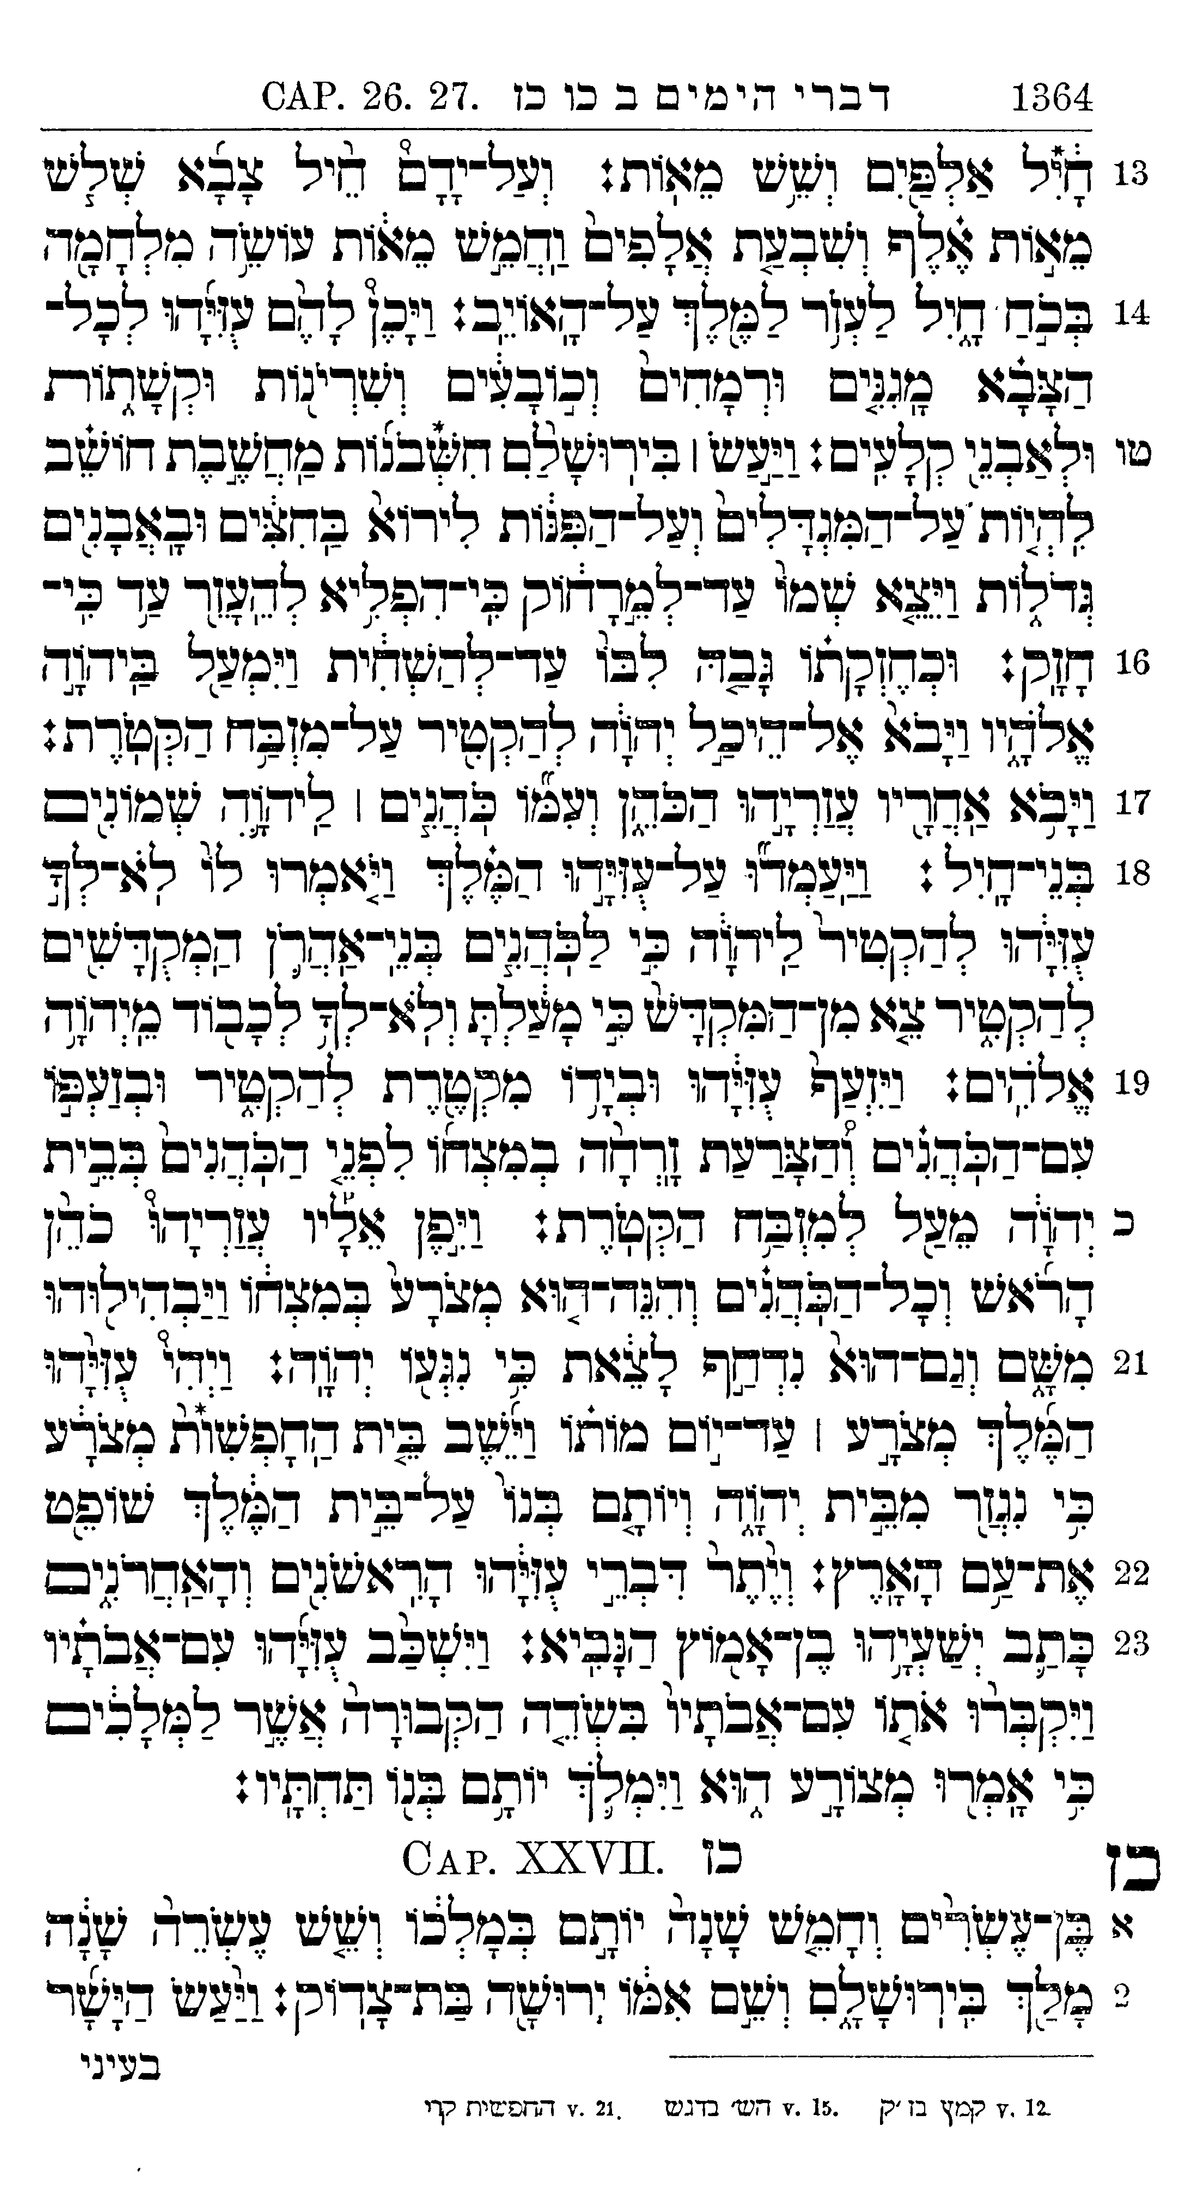 1364 דברי הימים ב כו כז CAP. 26. 27.
13 חָ֔יִל אַלְפַּ֖יִם וְשֵׁ֥שׁ מֵאֽוֹת׃ וְעַל־יָדָם֩ חֵ֨יל צָבָ֜א שְׁלֹ֧שׁ
מֵא֣וֹת אֶ֗לֶף וְשִׁבְעַ֤ת אֲלָפִים֙ וַחֲמֵ֣שׁ מֵא֔וֹת עוֹשֵׂ֥ה מִלְחָמָ֖ה
14 בְּכֹ֣חַ חָ֑יִל לַעְזֹ֥ר לַמֶּ֖לֶךְ עַל־הָאוֹיֵֽב׃ וַיָּכֶן֩ לָהֶ֨ם עֻזִּיָּ֜הוּ לְכָל־
הַצָּבָ֗א מָֽגִנִּ֤ים וּרְמָחִים֙ וְכ֣וֹבָעִ֔ים וְשִׁרְיֹנ֖וֹת וּקְשָׁת֑וֹת
טו וּלְאַבְנֵ֖י קְלָעִֽים׃ וַיַּ֣עַשׂ ׀ בִּירֽוּשָׁלִַ֨ם חִשְּׁבֹנ֜וֹת מַחֲשֶׁ֣בֶת חוֹשֵׁ֗ב
לִהְי֤וֹת עַל־הַמִּגְדָּלִים֙ וְעַל־הַפִּנּ֔וֹת לִירוֹא֙ בַּֽחִצִּ֔ים וּבָאֲבָנִ֖ים
גְּדֹל֑וֹת וַיֵּצֵ֤א שְׁמוֹ֙ עַד־לְמֵ֣רָח֔וֹק כִּֽי־הִפְלִ֥יא לְהֵֽעָזֵ֖ר עַ֥ד כִּֽי־
16 חָזָֽק׃ וּכְחֶזְקָת֗וֹ גָּבַ֤הּ לִבּוֹ֙ עַד־לְהַשְׁחִ֔ית וַיִּמְעַ֖ל בַּיהוָ֣ה
אֱלֹהָ֑יו וַיָּבֹא֙ אֶל־הֵיכַ֣ל יְהוָ֔ה לְהַקְטִ֖יר עַל־מִזְבַּ֥ח הַקְּטֹֽרֶת׃
17 וַיָּבֹ֥א אַחֲרָ֖יו עֲזַרְיָ֣הוּ הַכֹּהֵ֑ן וְעִמּ֞וֹ כֹּהֲנִ֧ים ׀ לַיהוָ֛ה שְׁמוֹנִ֖ים
18 בְּנֵי־חָֽיִל׃ וַיַּעַמְד֞וּ עַל־עֻזִּיָּ֣הוּ הַמֶּ֗לֶךְ וַיֹּ֤אמְרוּ לוֹ֙ לֹא־לְךָ֣
עֻזִּיָּ֗הוּ לְהַקְטִיר֙ לַֽיהוָ֔ה כִּ֣י לַכֹּהֲנִ֧ים בְּנֵי־אַהֲרֹ֛ן הַמְקֻדָּשִׁ֖ים
לְהַקְטִ֑יר צֵ֤א מִן־הַמִּקְדָּשׁ֙ כִּ֣י מָעַ֔לְתָּ וְלֹֽא־לְךָ֥ לְכָב֖וֹד מֵיְהוָ֥ה
19 אֱלֹהִֽים׃ וַיִּזְעַף֙ עֻזִּיָּ֔הוּ וּבְיָד֥וֹ מִקְטֶ֖רֶת לְהַקְטִ֑יר וּבְזַעְפּ֣וֹ
עִם־הַכֹּהֲנִ֗ים וְ֠הַצָּרַעַת זָרְחָ֨ה בְמִצְח֜וֹ לִפְנֵ֤י הַכֹּֽהֲנִים֙ בְּבֵ֣ית
כ יְהוָ֔ה מֵעַ֖ל לְמִזְבַּ֥ח הַקְּטֹֽרֶת׃ וַיִּ֣פֶן אֵלָ֡יו עֲזַרְיָהוּ֩ כֹהֵ֨ן
הָרֹ֜אשׁ וְכָל־הַכֹּהֲנִ֗ים וְהִנֵּה־ה֤וּא מְצֹרָע֙ בְּמִצְח֔וֹ וַיַּבְהִל֖וּהוּ
21 מִשָּׁ֑ם וְגַם־הוּא֙ נִדְחַ֣ף לָצֵ֔את כִּ֥י נִגְּע֖וֹ יְהוָֽה׃ וַיְהִי֩ עֻזִּיָּ֨הוּ
הַמֶּ֜לֶךְ מְצֹרָ֣ע ׀ עַד־י֣וֹם מוֹת֗וֹ וַיֵּ֜שֶׁב בֵּ֤ית הַֽחָפְשׁוּת֙ מְצֹרָ֔ע
כִּ֥י נִגְזַ֖ר מִבֵּ֣ית יְהוָ֑ה וְיוֹתָ֤ם בְּנוֹ֙ עַל־בֵּ֣ית הַמֶּ֔לֶךְ שׁוֹפֵ֖ט
22 אֶת־עַ֥ם הָאָֽרֶץ׃ וְיֶ֙תֶר֙ דִּבְרֵ֣י עֻזִּיָּ֔הוּ הָרִאשֹׁנִ֖ים וְהָאַחֲרֹנִ֑ים
23 כָּתַ֛ב יְשַֽׁעְיָ֥הוּ בֶן־אָמ֖וֹץ הַנָּבִֽיא׃ וַיִּשְׁכַּ֨ב עֻזִּיָּ֜הוּ עִם־אֲבֹתָ֗יו
וַיִּקְבְּר֨וּ אֹת֤וֹ עִם־אֲבֹתָיו֙ בִּשְׂדֵ֤ה הַקְּבוּרָה֙ אֲשֶׁ֣ר לַמְּלָכִ֔ים
כִּ֥י אָמְר֖וּ מְצוֹרָ֣ע ה֑וּא וַיִּמְלֹ֛ךְ יוֹתָ֥ם בְּנ֖וֹ תַּחְתָּֽיו׃
כז כז CAP. XXVII.
א בֶּן־עֶשְׂרִ֨ים וְחָמֵ֤שׁ שָׁנָה֙ יוֹתָ֣ם בְּמָלְכ֔וֹ וְשֵׁ֤שׁ עֶשְׂרֵה֙ שָׁנָ֔ה
2 מָלַ֖ךְ בִּירֽוּשָׁלִָ֑ם וְשֵׁ֣ם אִמּ֔וֹ יְרוּשָׁ֖ה בַּת־צָדֽוֹק׃ וַיַּ֨עַשׂ הַיָּשָׁ֜ר
בעיני
v. 12. קמץ בז״ק v. 15. הש׳ בדגש v. 21. החפשית קרי